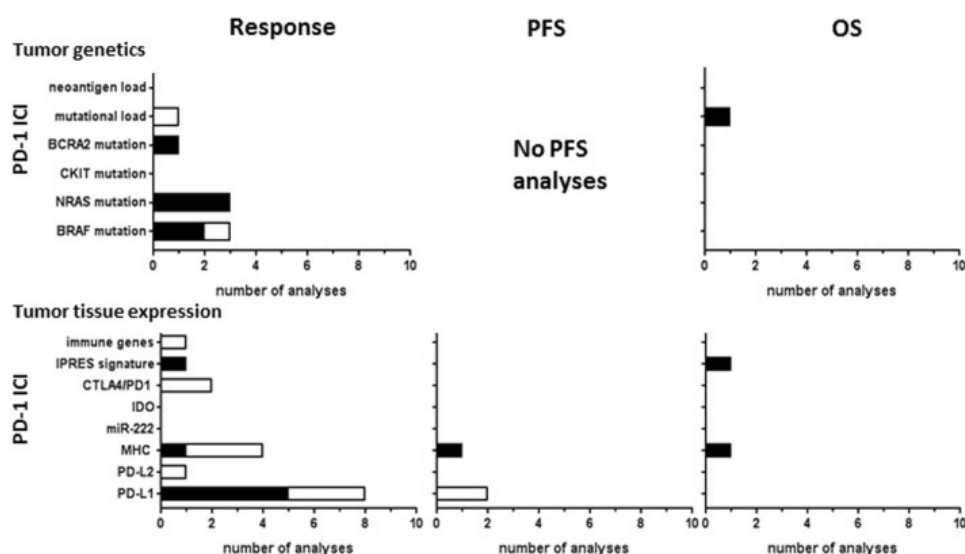 Response
PFS
OS
Tumor genetics
PD-1 ICI
neoantigen load
mutational load
BCRA2 mutation
CKIT mutation
NRAS mutation
BRAF mutation
0 2 4 6 8 10
number of analyses
No PFS
analyses
0 2 4 6 8 10
number of analyses
Tumor tissue expression
PD-1 ICI
immune genes
IPRES signature
CTLA4/PD1
IDO
miR-222
MHC
PD-L2
PD-L1
0 2 4 6 8 10
number of analyses
0 2 4 6 8 10
number of analyses
0 2 4 6 8 10
number of analyses